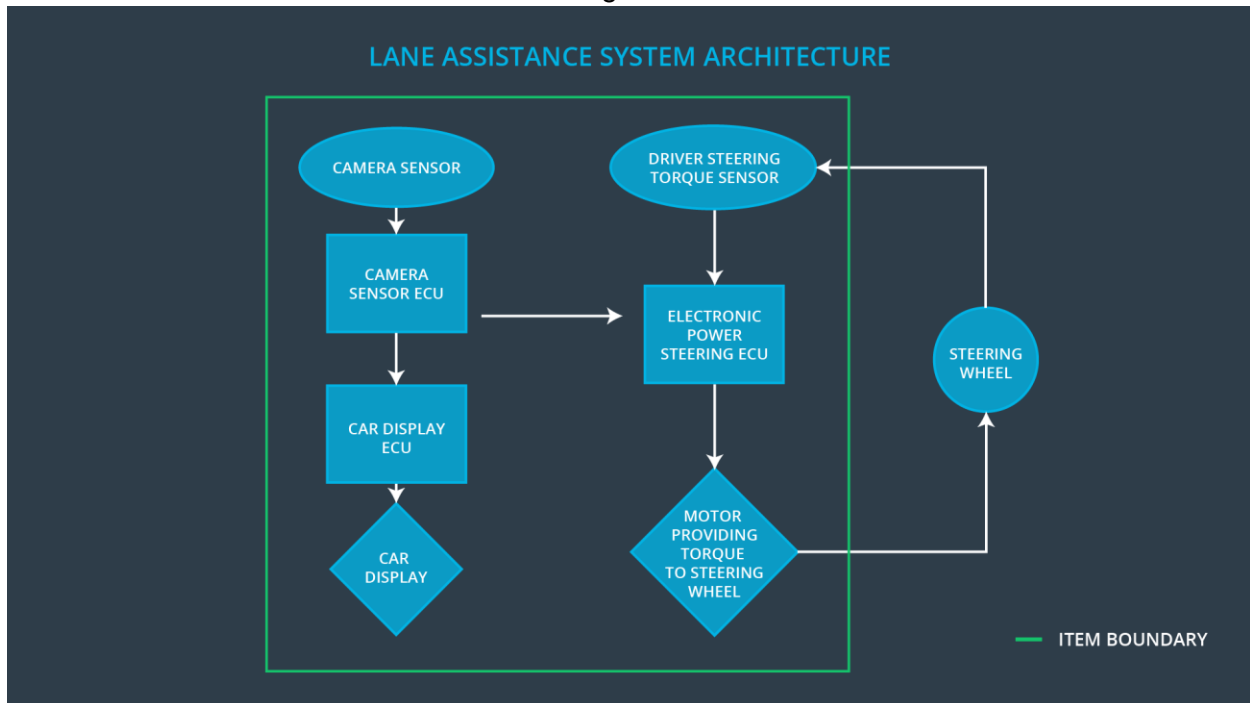 LANE ASSISTANCE SYSTEM ARCHITECTURE
CAMERA SENSOR
CAMERA
SENSOR ECU
CAR DISPLAY
ECU
CAR
DISPLAY
DRIVER STEERING
TORQUE SENSOR
ELECTRONIC
POWER
STEERING ECU
MOTOR
PROVIDING
TORQUE
TO STEERING
WHEEL
STEERING
WHEEL
ITEM BOUNDARY